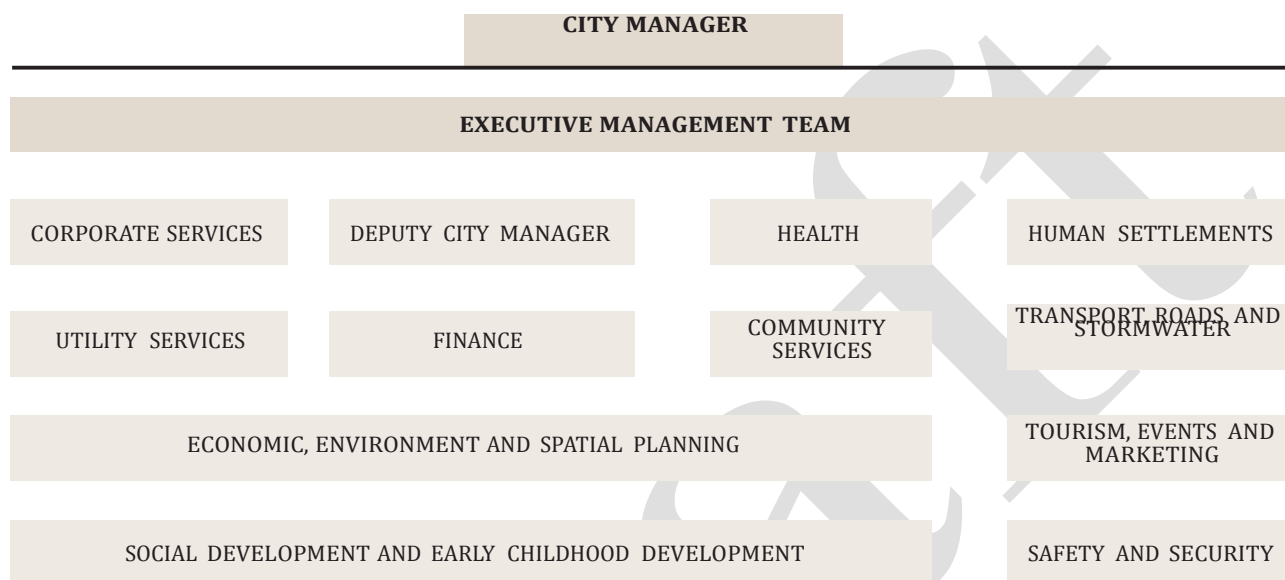 CITY MANAGER
EXECUTIVE MANAGEMENT TEAM
CORPORATE SERVICES
DEPUTY CITY MANAGER
HEALTH
HUMAN SETTLEMENTS
UTILITY SERVICES
FINANCE
COMMUNITY
SERVICES
TRANSPORT, ROADS AND
STORMWATER
ECONOMIC, ENVIRONMENT AND SPATIAL PLANNING
TOURISM, EVENTS AND
MARKETING
SOCIAL DEVELOPMENT AND EARLY CHILDHOOD DEVELOPMENT
SAFETY AND SECURITY